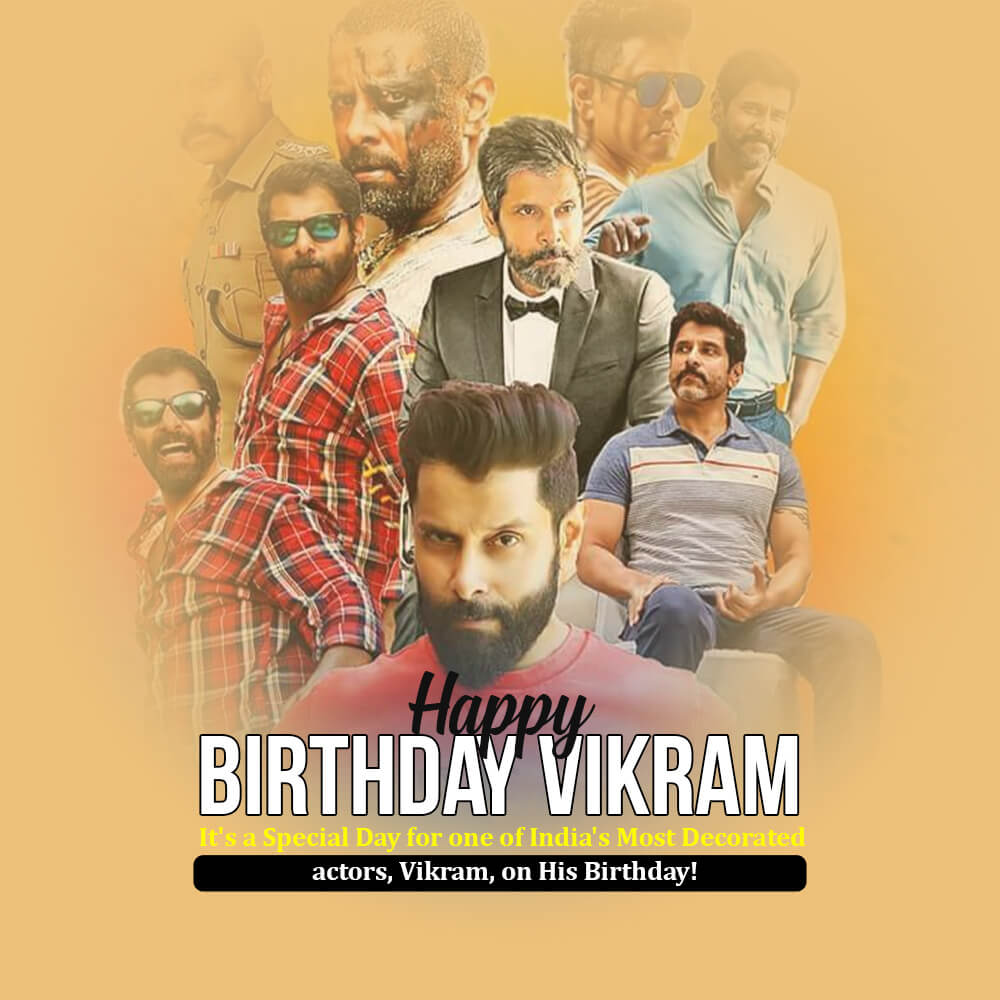 Happy
BIRTHDAY VIKRAM
It's a Special Day for one of India's Most Decorated
actors, Vikram, on His Birthday!